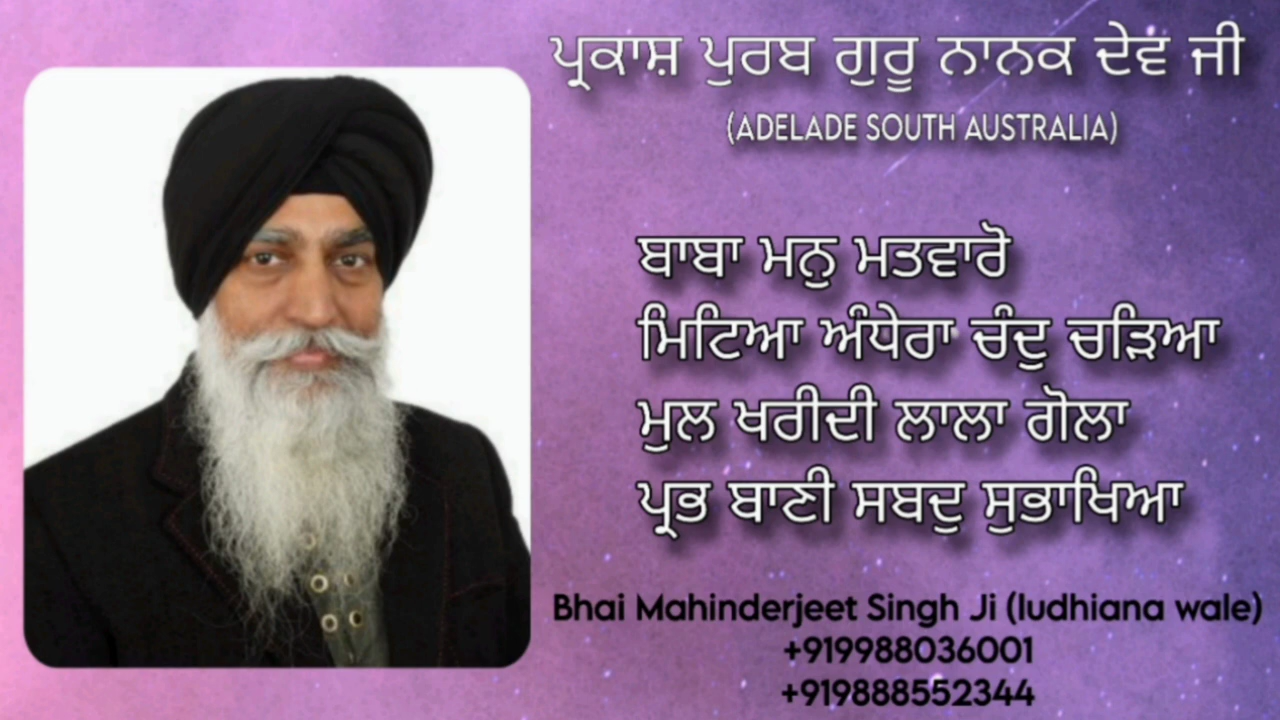 ਪ੍ਰਕਾਸ਼ ਪੁਰਬ ਗੁਰੂ ਨਾਨਕ ਦੇਵ ਜੀ
(ADELADE SOUTH AUSTRALIA)
ਬਾਬਾ ਮਨੁ ਮਤਵਾਰੋ
ਮਿਟਿਆ ਅੰਧੇਰਾ ਚੰਦੁ ਚੜਿਆ
ਮੁਲ ਖਰੀਦੀ ਲਾਲਾ ਗੋਲਾ
ਪ੍ਰਭ ਬਾਣੀ ਸਬਦੁ ਸੁਭਾਖਿਆ
Bhai Mahinderjeet Singh Ji (ludhiana wale)
+919988036001
+919888552344